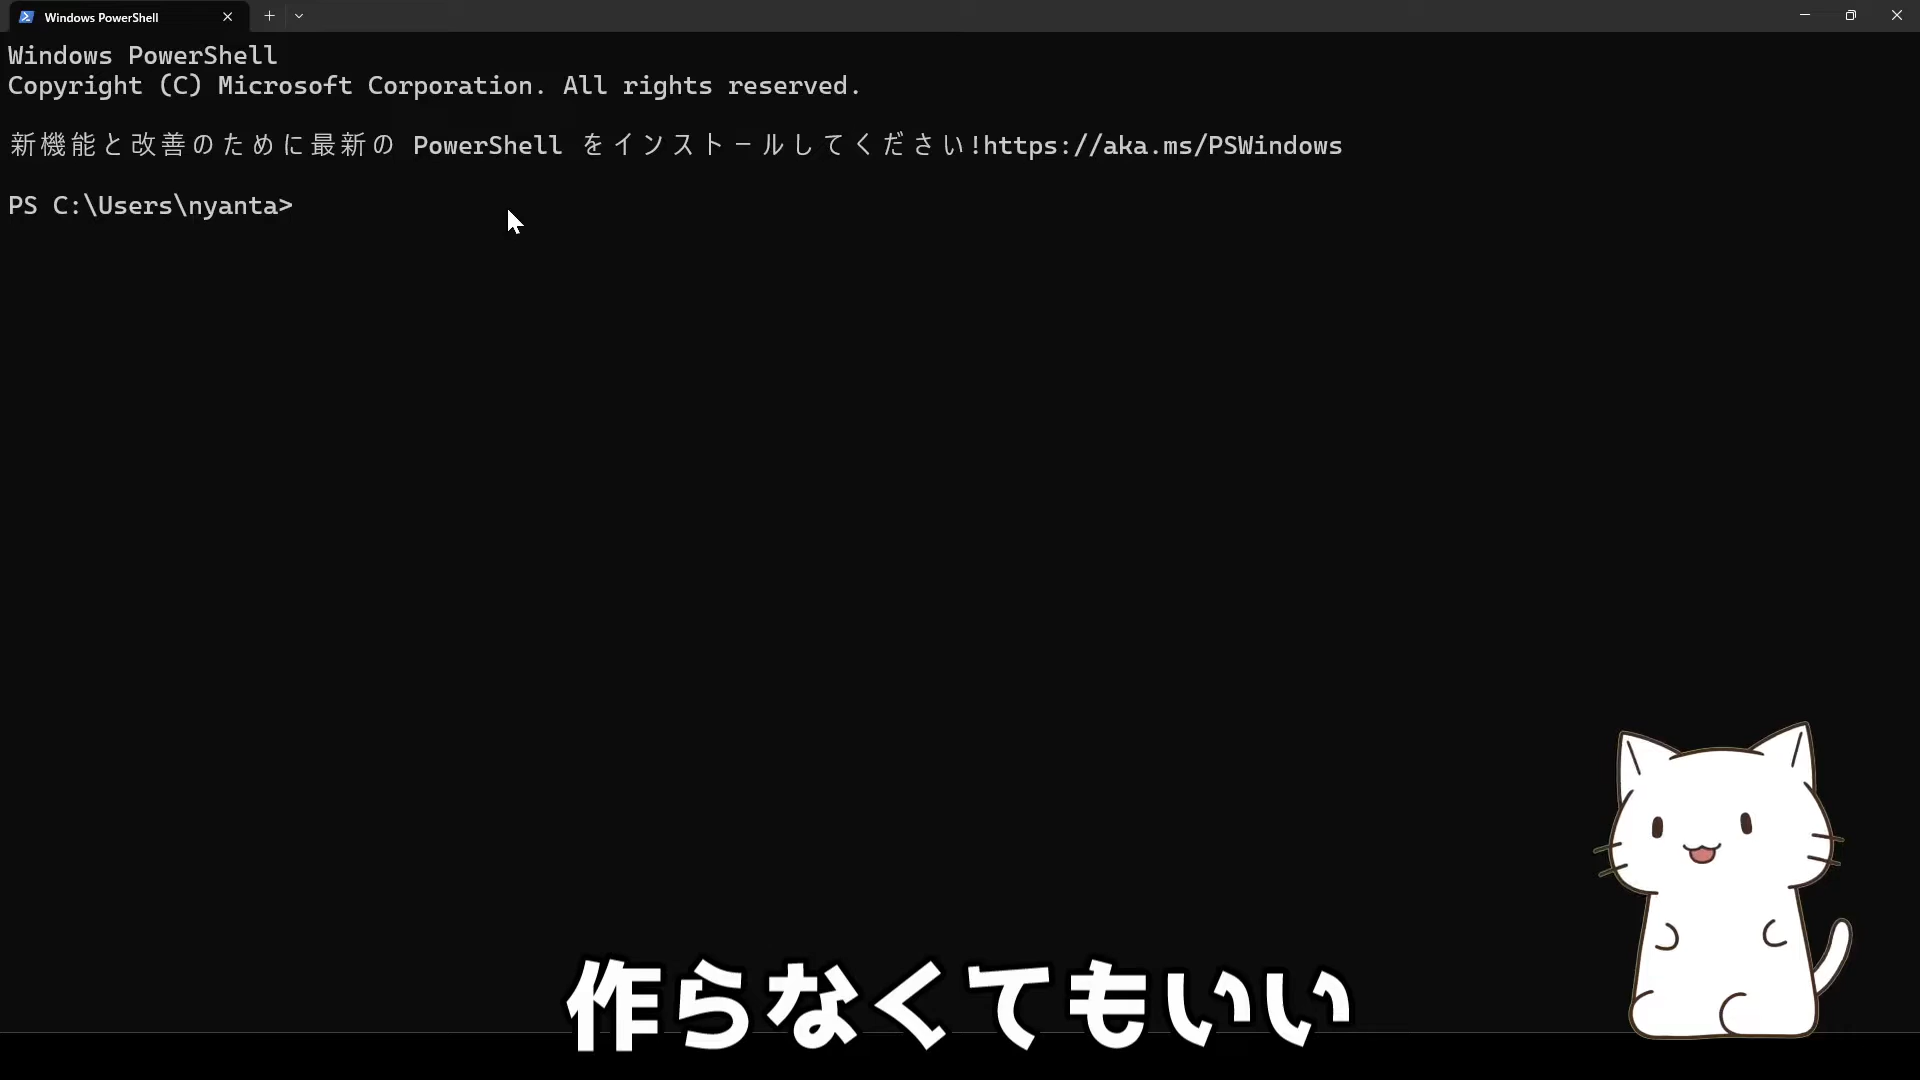 Windows PowerShell
Windows PowerShell
Copyright (C) Microsoft Corporation. All rights reserved.
新機能と改善のために最新の PowerShell をインストールしてください!https://aka.ms/PSWindows
PS C:\Users\nyanta>
作らなくてもいい